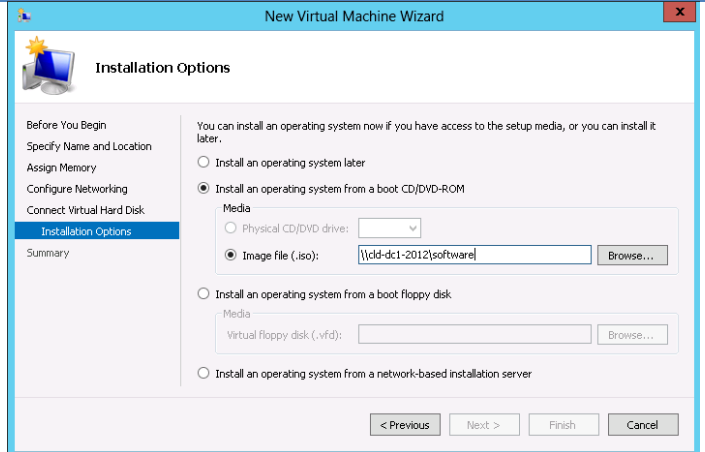 New Virtual Machine Wizard
x
Installation Options
Before You Begin
Specify Name and Location
Assign Memory
Configure Networking
Connect Virtual Hard Disk
Installation Options
Summary
You can install an operating system now if you have access to the setup media, or you can install it
later.
Install an operating system later
Install an operating system from a boot CD/DVD-ROM
Media
Physical CD/DVD drive:
Image file (.iso): \\cld-dc1-2012\software Browse...
Install an operating system from a boot floppy disk
Media
Virtual floppy disk (.vfd): Browse...
Install an operating system from a network-based installation server
< Previous Next > Finish Cancel